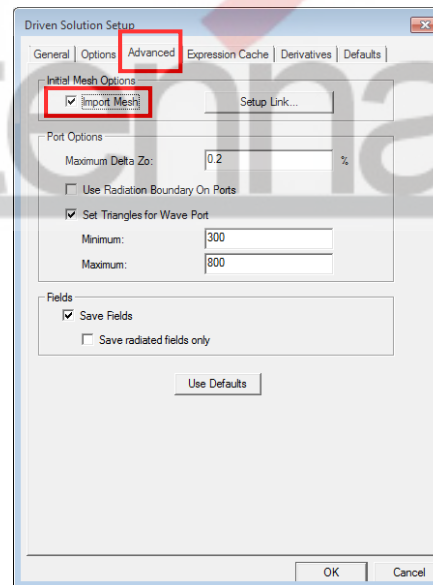 Driven Solution Setup
General Options Advanced Expression Cache Derivatives Defaults
Initial Mesh Options
Import Mesh Setup Link...
Port Options
Maximum Delta Zo: 0.2 %
Use Radiation Boundary On Ports
Set Triangles for Wave Port
Minimum: 300
Maximum: 800
Fields
Save Fields
Save radiated fields only
Use Defaults
OK Cancel